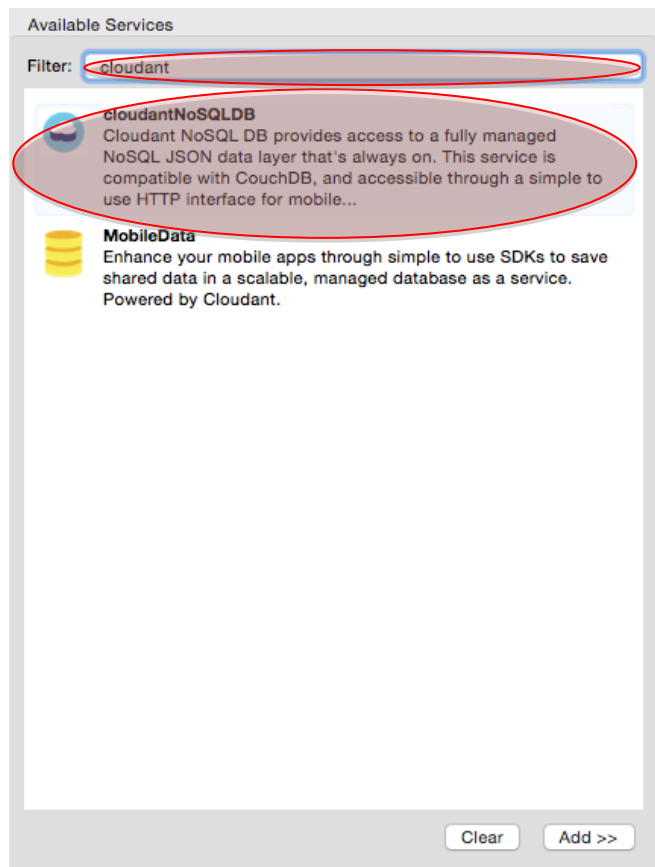 Available Services
Filter: cloudant
cloudantNoSQLDB
Cloudant NoSQL DB provides access to a fully managed
NoSQL JSON data layer that's always on. This service is
compatible with CouchDB, and accessible through a simple to
use HTTP interface for mobile...
MobileData
Enhance your mobile apps through simple to use SDKs to save
shared data in a scalable, managed database as a service.
Powered by Cloudant.
Clear Add >>